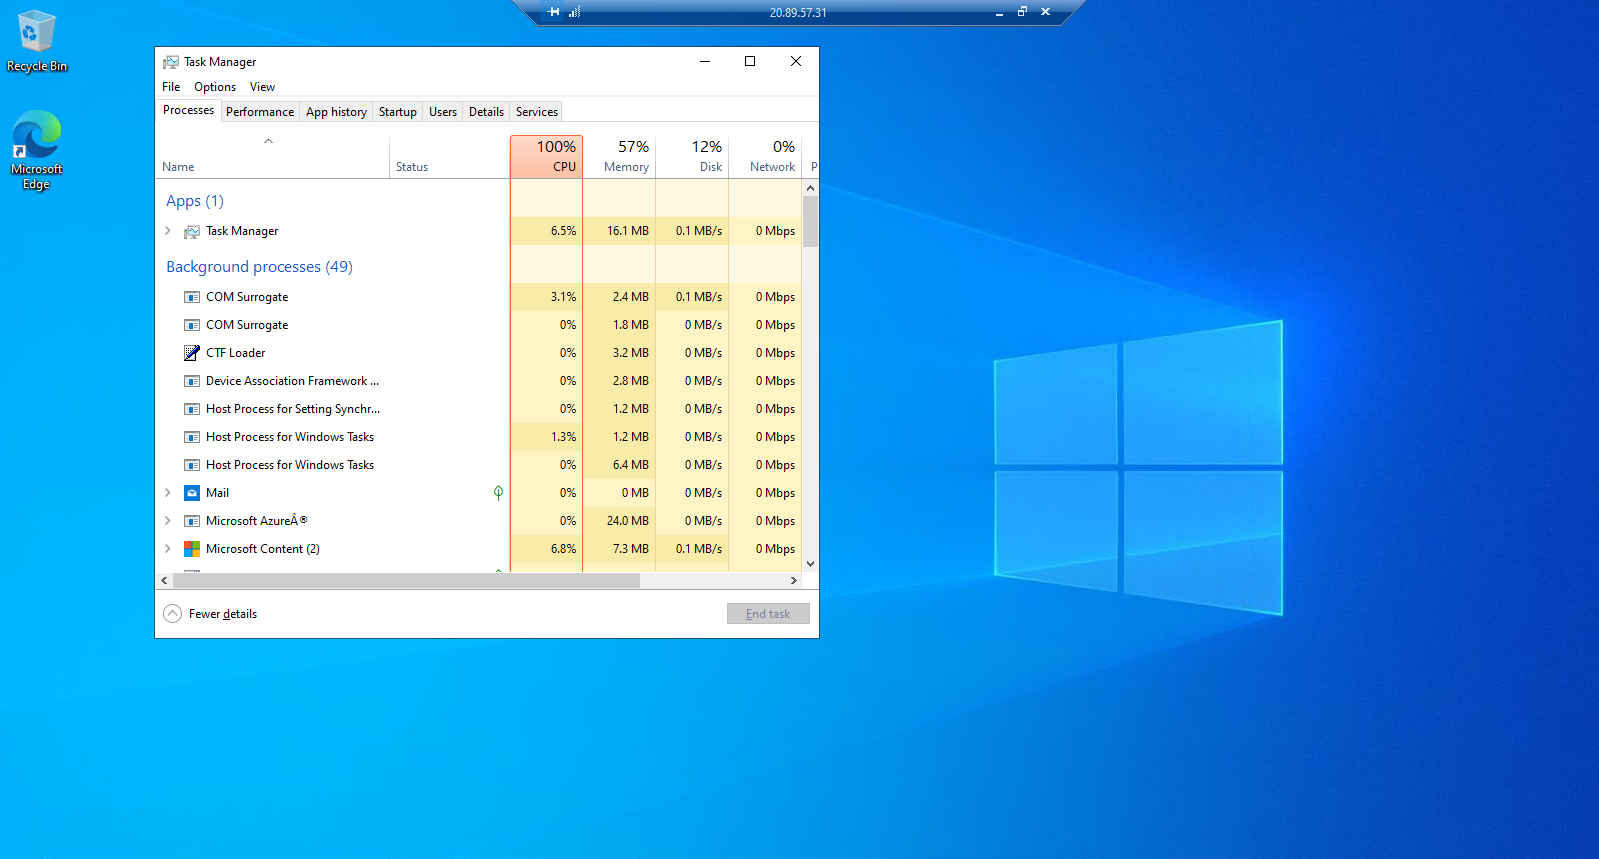 20.89.57.31
Recycle Bin
Microsoft
Edge
Task Manager
File Options View
Processes Performance App history Startup Users Details Services
100% 57% 12% 0%
Name Status CPU Memory Disk Network P
Apps (1)
Task Manager 6.5% 16.1 MB 0.1 MB/s 0 Mbps
Background processes (49)
COM Surrogate 3.1% 2.4 MB 0.1 MB/s 0 Mbps
COM Surrogate 0% 1.8 MB 0 MB/s 0 Mbps
CTF Loader 0% 3.2 MB 0 MB/s 0 Mbps
Device Association Framework ... 0% 2.8 MB 0 MB/s 0 Mbps
Host Process for Setting Synchr... 0% 1.2 MB 0 MB/s 0 Mbps
Host Process for Windows Tasks 1.3% 1.2 MB 0 MB/s 0 Mbps
Host Process for Windows Tasks 0% 6.4 MB 0 MB/s 0 Mbps
Mail 0% 0 MB 0 MB/s 0 Mbps
Microsoft AzureÂ® 0% 24.0 MB 0 MB/s 0 Mbps
Microsoft Content (2) 6.8% 7.3 MB 0.1 MB/s 0 Mbps
Fewer details End task